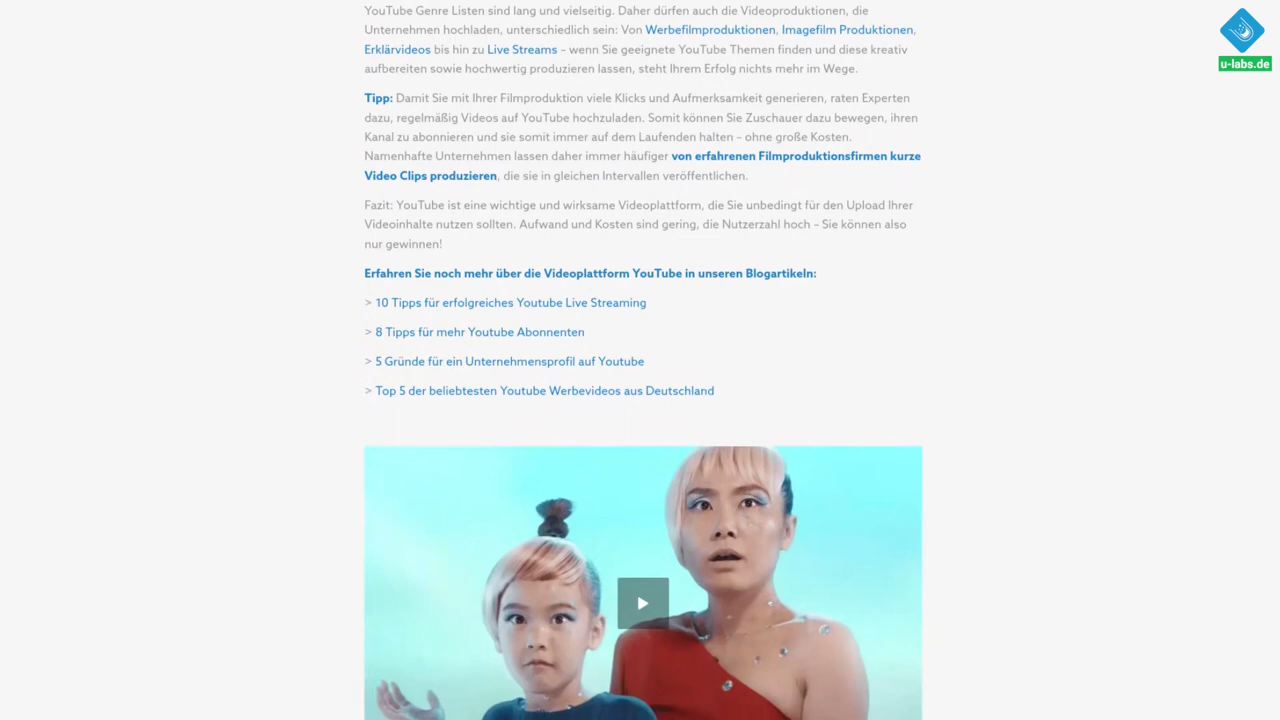 YouTube Genre Listen sind lang und vielseitig. Daher dürfen auch die Videoproduktionen, die
Unternehmen hochladen, unterschiedlich sein: Von Werbefilmproduktionen, Imagefilm Produktionen,
Erklärvideos bis hin zu Live Streams – wenn Sie geeignete YouTube Themen finden und diese kreativ
aufbereiten sowie hochwertig produzieren lassen, steht Ihrem Erfolg nichts mehr im Wege.
Tipp: Damit Sie mit Ihrer Filmproduktion viele Klicks und Aufmerksamkeit generieren, raten Experten
dazu, regelmäßig Videos auf YouTube hochzuladen. Somit können Sie Zuschauer dazu bewegen, ihren
Kanal zu abonnieren und sie somit immer auf dem Laufenden halten – ohne große Kosten.
Namenhafte Unternehmen lassen daher immer häufiger von erfahrenen Filmproduktionsfirmen kurze
Video Clips produzieren, die sie in gleichen Intervallen veröffentlichen.
Fazit: YouTube ist eine wichtige und wirksame Videoplattform, die Sie unbedingt für den Upload Ihrer
Videoinhalte nutzen sollten. Aufwand und Kosten sind gering, die Nutzerzahl hoch – Sie können also
nur gewinnen!
Erfahren Sie noch mehr über die Videoplattform YouTube in unseren Blogartikeln:
> 10 Tipps für erfolgreiches Youtube Live Streaming
> 8 Tipps für mehr Youtube Abonnenten
> 5 Gründe für ein Unternehmensprofil auf Youtube
> Top 5 der beliebtesten Youtube Werbevideos aus Deutschland
u-labs.de